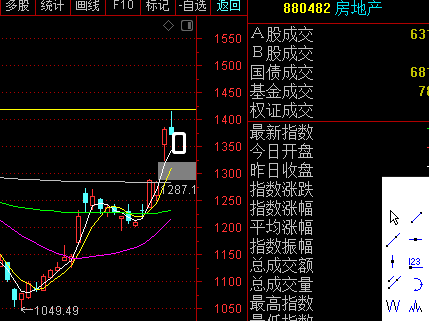 多股 统计 画线 F10 标记 -自选 返回
880482 房地产
1550
1500
1450
1400
1350
1300
1287.1
1250
1200
1150
1100
1050
←1049.49
A股成交 631
B股成交
国债成交 681
基金成交 78
权证成交
最新指数
今日开盘
昨日收盘
指数涨跌
指数涨幅
平均涨幅
指数振幅
总成交额
总成交量
最高指数
最低指数
123